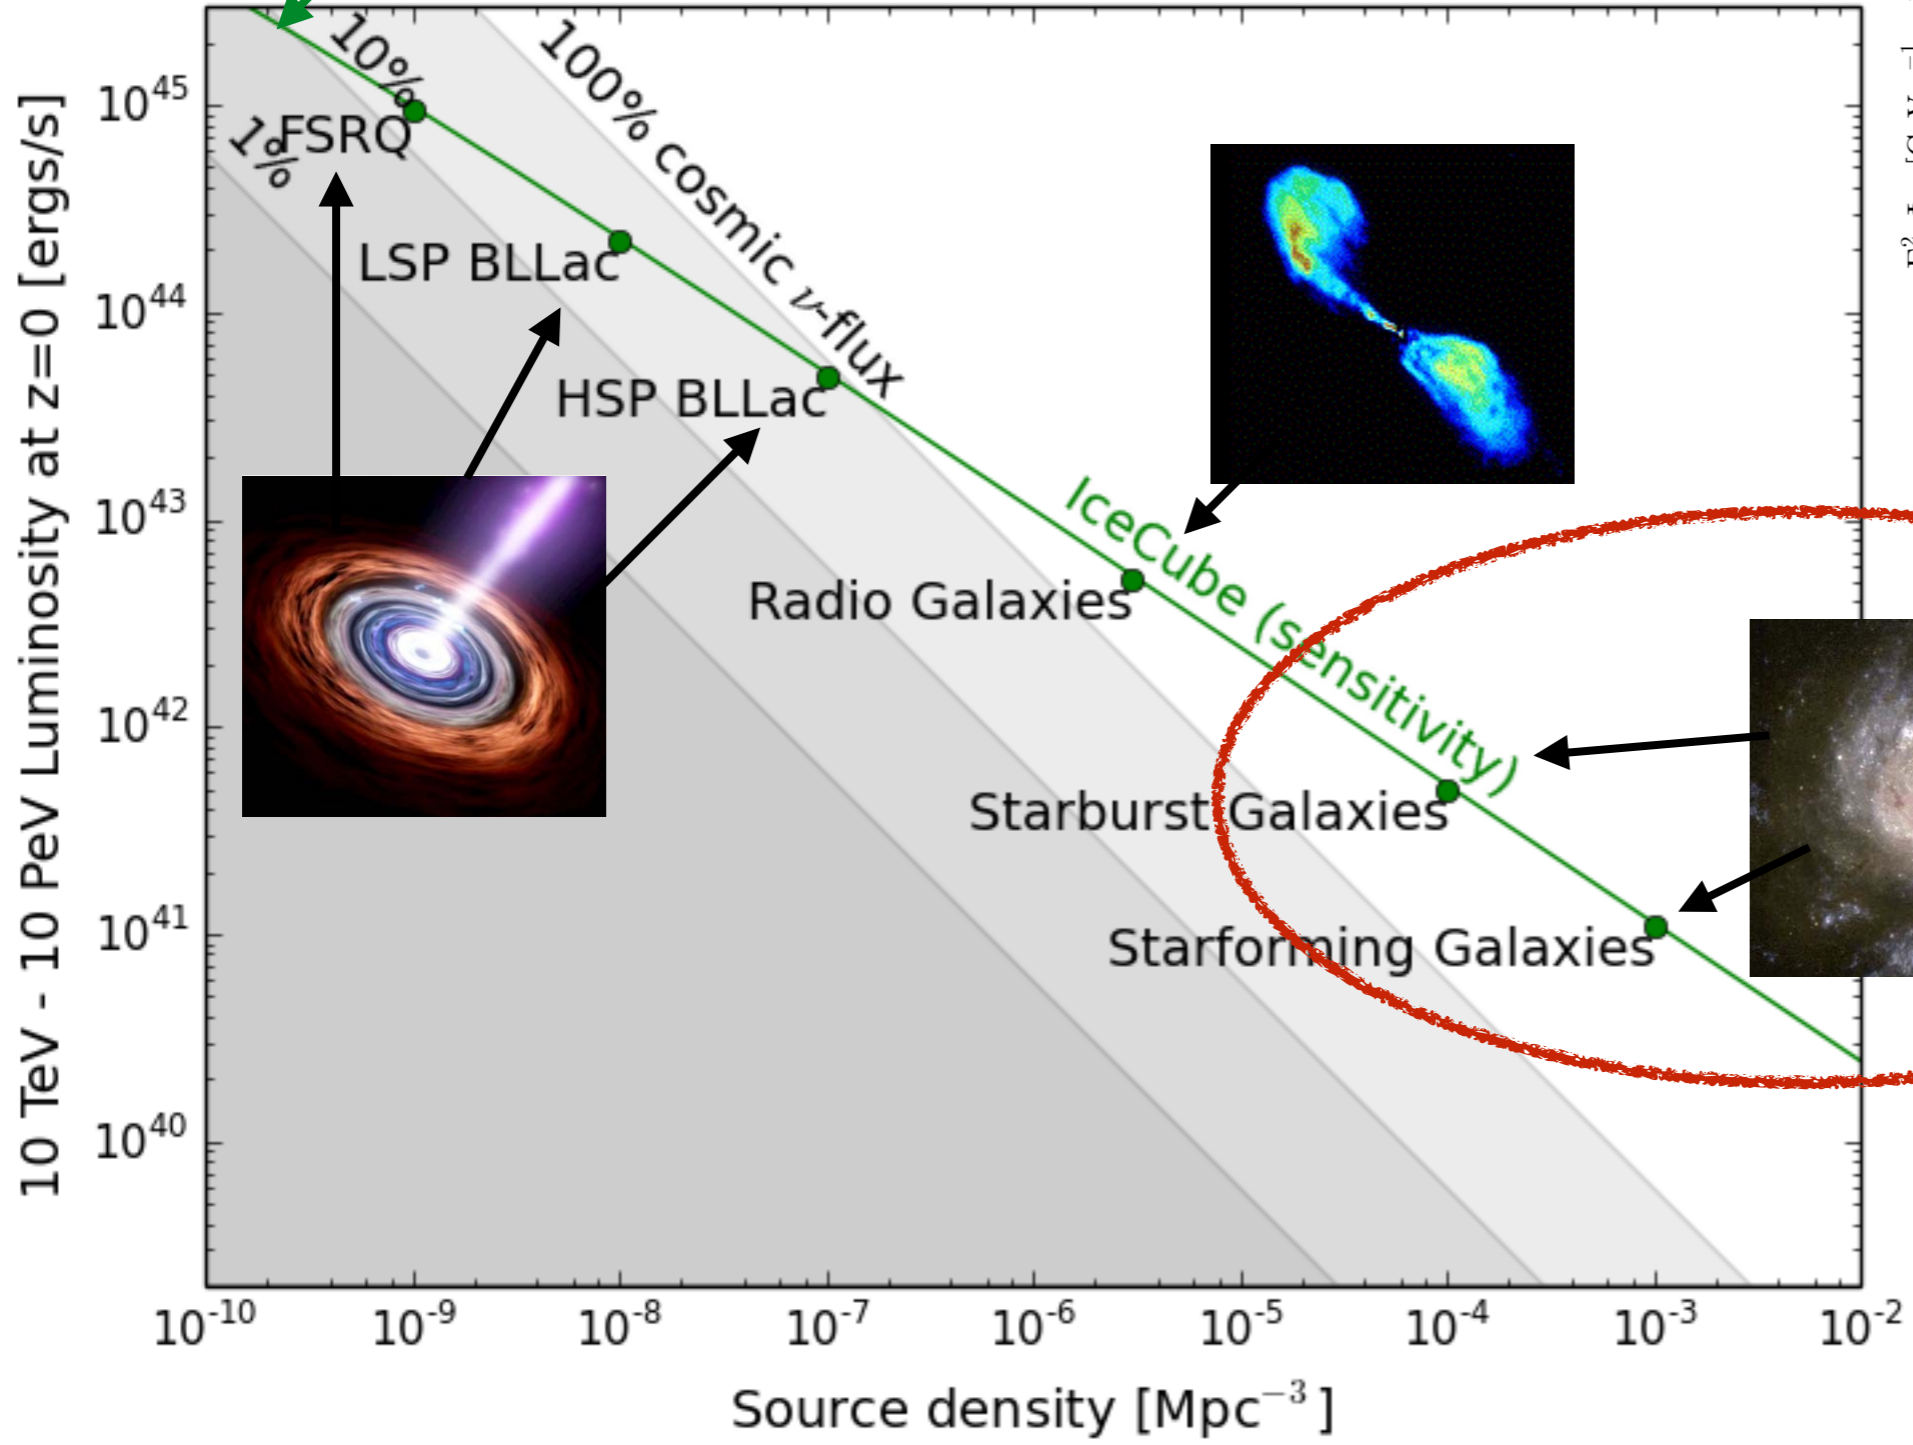 10%
100% cosmic ν-flux
10^45
FSRQ
1%
LSP BLLac
10^44
HSP BLLac
10^43
IceCube (sensitivity)
Radio Galaxies
10^42
Starburst Galaxies
10^41
Starforming Galaxies
10^40
10 TeV - 10 PeV Luminosity at z=0 [ergs/s]
10^-10 10^-9 10^-8 10^-7 10^-6 10^-5 10^-4 10^-3 10^-2
Source density [Mpc^−3]